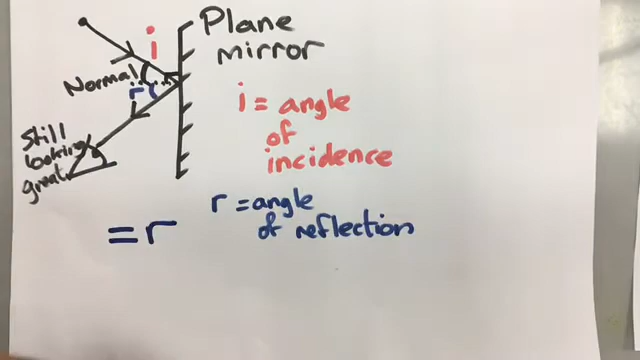 Plane
mirror
i
Normal
r
i = angle
of
incidence
Still
looking
great
r = angle
of reflection
= r